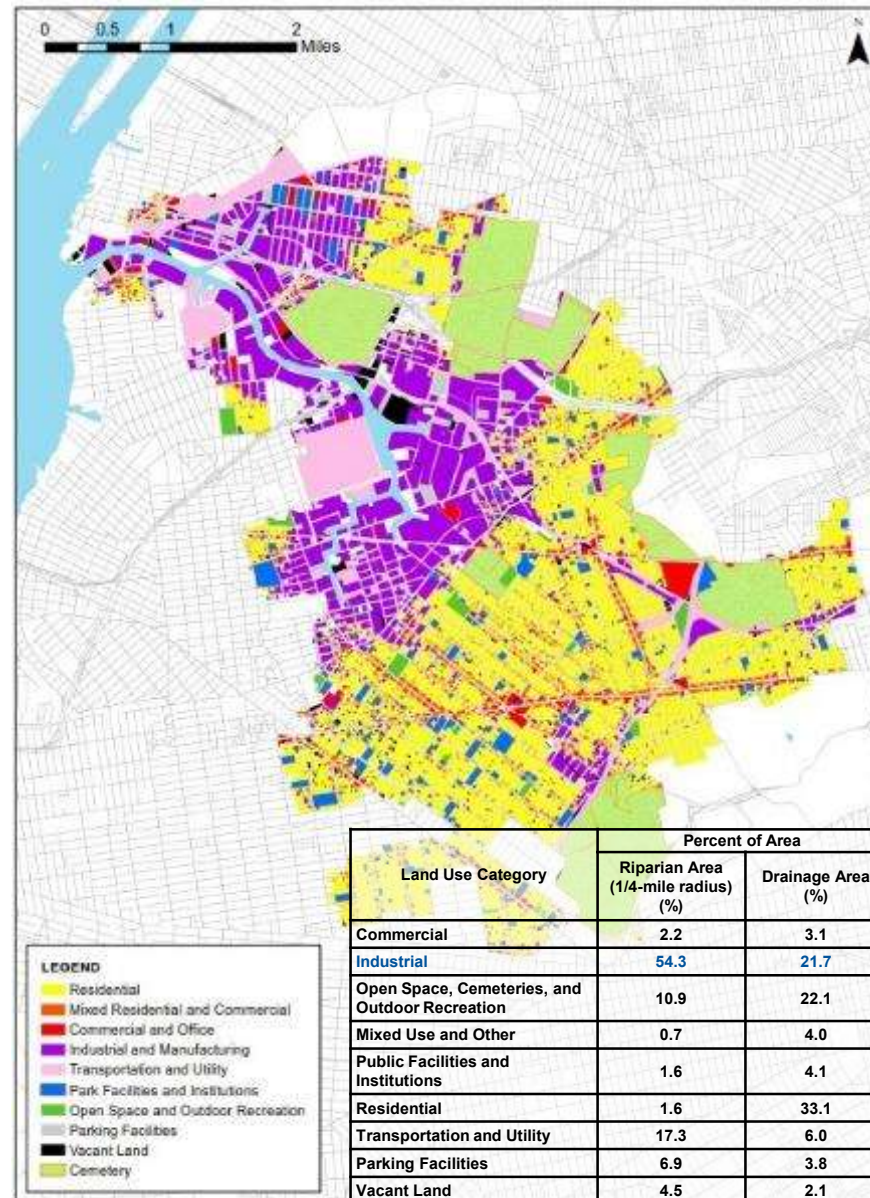 0 0.5 1 2
Miles
N
LEGEND
Residential
Mixed Residential and Commercial
Commercial and Office
Industrial and Manufacturing
Transportation and Utility
Park Facilities and Institutions
Open Space and Outdoor Recreation
Parking Facilities
Vacant Land
Cemetery
Land Use Category
Percent of Area
Riparian Area
(1/4-mile radius)
(%)
Drainage Area
(%)
Commercial 2.2 3.1
Industrial 54.3 21.7
Open Space, Cemeteries, and
Outdoor Recreation 10.9 22.1
Mixed Use and Other 0.7 4.0
Public Facilities and
Institutions 1.6 4.1
Residential 1.6 33.1
Transportation and Utility 17.3 6.0
Parking Facilities 6.9 3.8
Vacant Land 4.5 2.1